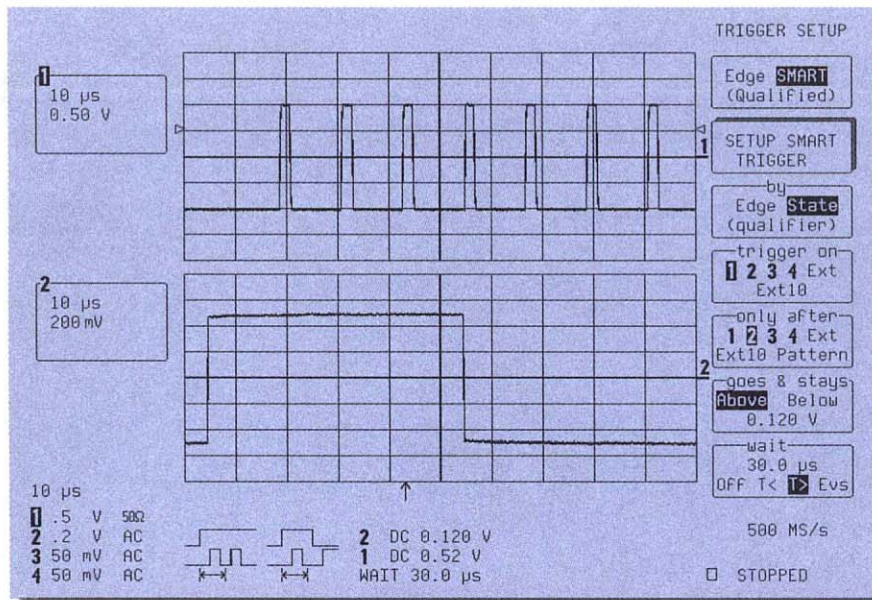 TRIGGER SETUP
1
10 µs
0.50 V
Edge SMART
(Qualified)
1
SETUP SMART
TRIGGER
by
Edge State
(qualifier)
trigger on
1 2 3 4 Ext
Ext10
2
10 µs
200 mV
only after
1 2 3 4 Ext
Ext10 Pattern
2
goes & stays
Above Below
0.120 V
wait
30.0 µs
Off T< T> Evs
10 µs
1 .5 V 50Ω
2 .2 V AC
3 50 mV AC
4 50 mV AC
2 DC 0.120 V
1 DC 0.52 V
WAIT 30.0 µs
500 MS/s
STOPPED